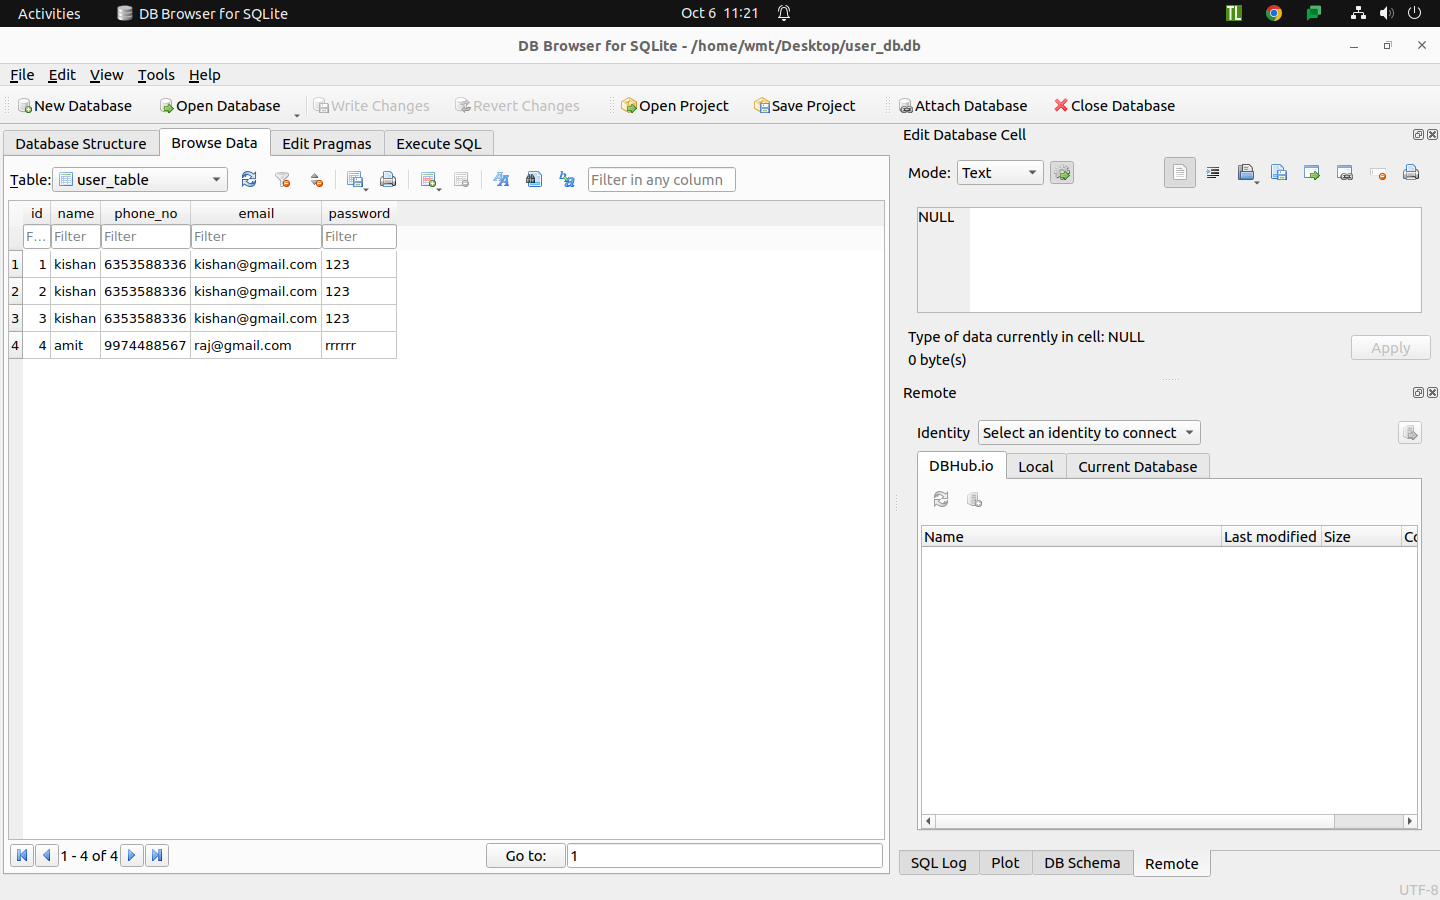 Activities DB Browser for SQLite Oct 6 11:21 TL
DB Browser for SQLite - /home/wmt/Desktop/user_db.db
File Edit View Tools Help
New Database Open Database Write Changes Revert Changes Open Project Save Project Attach Database Close Database
Database Structure Browse Data Edit Pragmas Execute SQL
Table: user_table Filter in any column
id name phone_no email password
F... Filter Filter Filter Filter
1 1 kishan 6353588336 kishan@gmail.com 123
2 2 kishan 6353588336 kishan@gmail.com 123
3 3 kishan 6353588336 kishan@gmail.com 123
4 4 amit 9974488567 raj@gmail.com rrrrrr
1 - 4 of 4 Go to: 1
Edit Database Cell
Mode: Text
NULL
Type of data currently in cell: NULL
0 byte(s)
Apply
Remote
Identity Select an identity to connect
DBHub.io Local Current Database
Name Last modified Size Co
SQL Log Plot DB Schema Remote
UTF-8